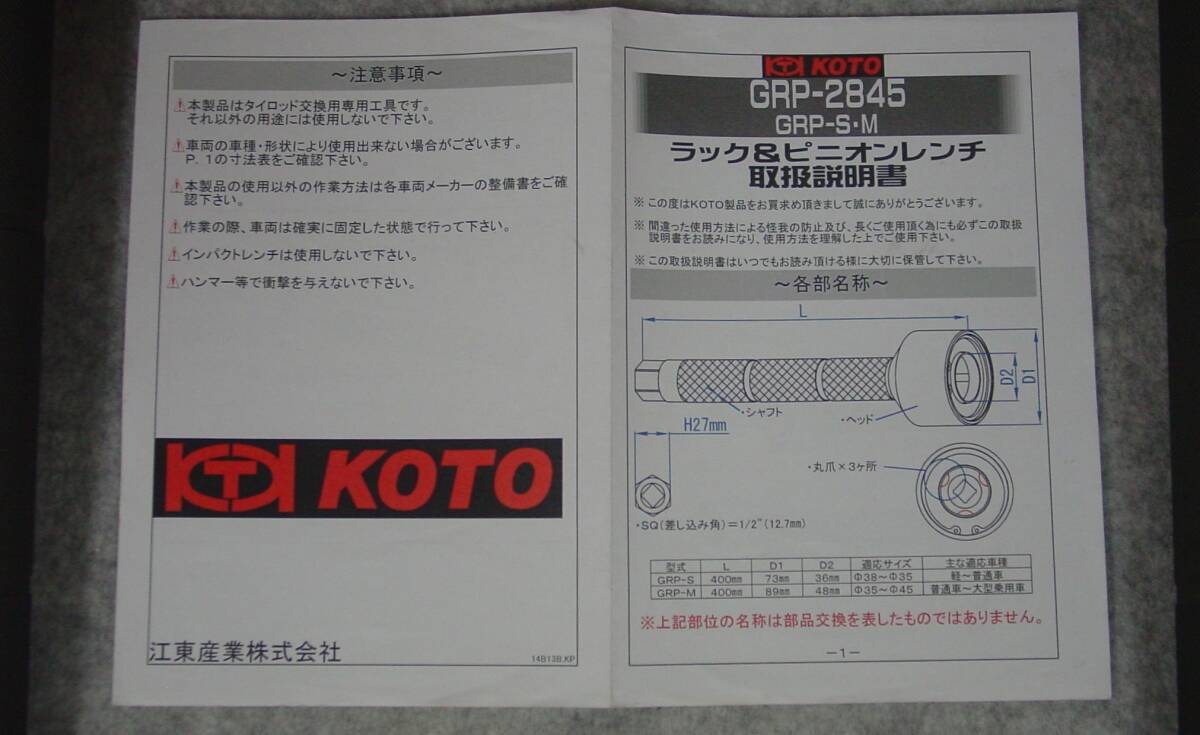 ～注意事項～
本製品はタイロッド交換用専用工具です。
それ以外の用途には使用しないで下さい。
車両の車種・形状により使用出来ない場合がございます。
P.1の寸法表をご確認下さい。
本製品の使用以外の作業方法は各車両メーカーの整備書をご確
認下さい。
作業の際、車両は確実に固定した状態で行って下さい。
インパクトレンチは使用しないで下さい。
ハンマー等で衝撃を与えないで下さい。
KOTO
江東産業株式会社
14B13B.KP
KOTO
GRP-2845
GRP-S・M
ラック&ピニオンレンチ
取扱説明書
※ この度はKOTO製品をお買求め頂きまして誠にありがとうございます。
※ 間違った使用方法による怪我の防止及び、長くご使用頂く為にも必ずこの取扱
説明書をお読みになり、使用方法を理解した上でご使用下さい。
※ この取扱説明書はいつでもお読み頂ける様に大切に保管して下さい。
～各部名称～
L
D2
D1
・シャフト
・ヘッド
H27mm
・丸爪×3ヶ所
・SQ(差し込み角)=1/2"(12.7mm)
型式 L D1 D2 適応サイズ 主な適応車種
GRP-S 400mm 73mm 36mm Φ38～Φ35 軽～普通車
GRP-M 400mm 89mm 48mm Φ35～Φ45 普通車～大型乗用車
※上記部位の名称は部品交換を表したものではありません。
－1－